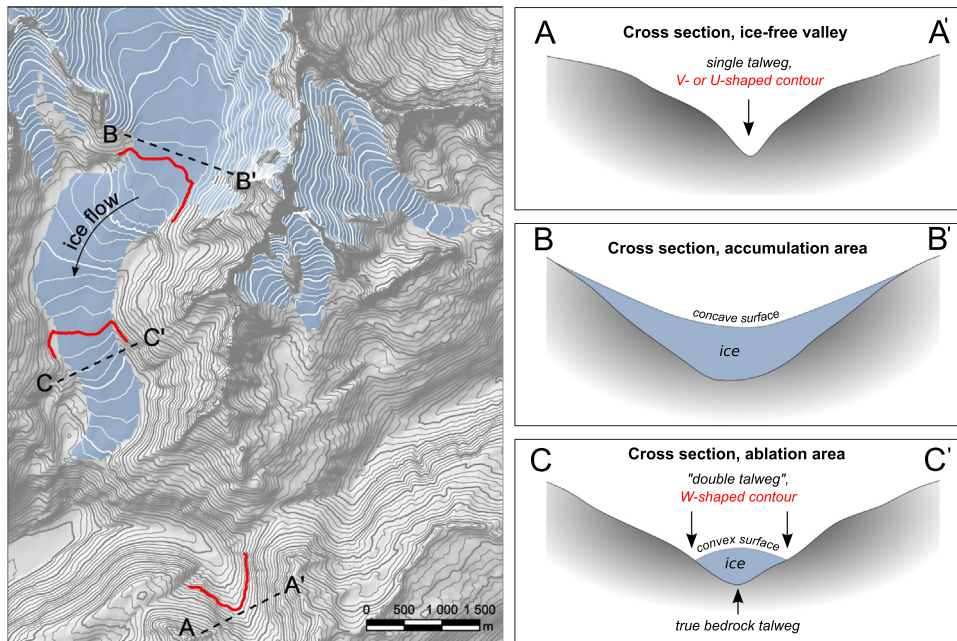 B
B'
ice flow
C'
C
A'
A
0 500 1 000 1 500
m
A
A'
Cross section, ice-free valley
single talweg,
V- or U-shaped contour
B
B'
Cross section, accumulation area
concave surface
ice
C
C'
Cross section, ablation area
"double talweg",
W-shaped contour
convex surface
ice
true bedrock talweg